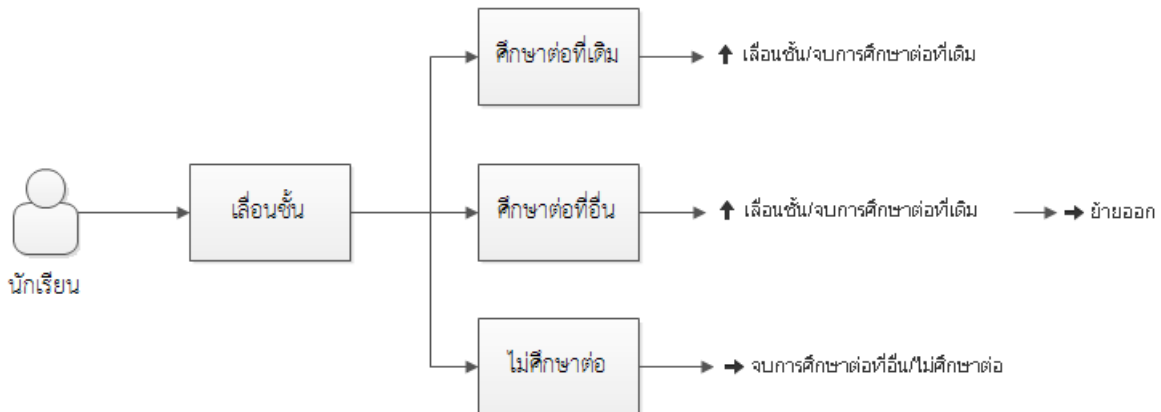 ศึกษาต่อที่เดิม
เลื่อนชั้น/จบการศึกษาต่อที่เดิม
นักเรียน
เลื่อนชั้น
ศึกษาต่อที่อื่น
เลื่อนชั้น/จบการศึกษาต่อที่เดิม
ย้ายออก
ไม่ศึกษาต่อ
จบการศึกษาต่อที่อื่น/ไม่ศึกษาต่อ